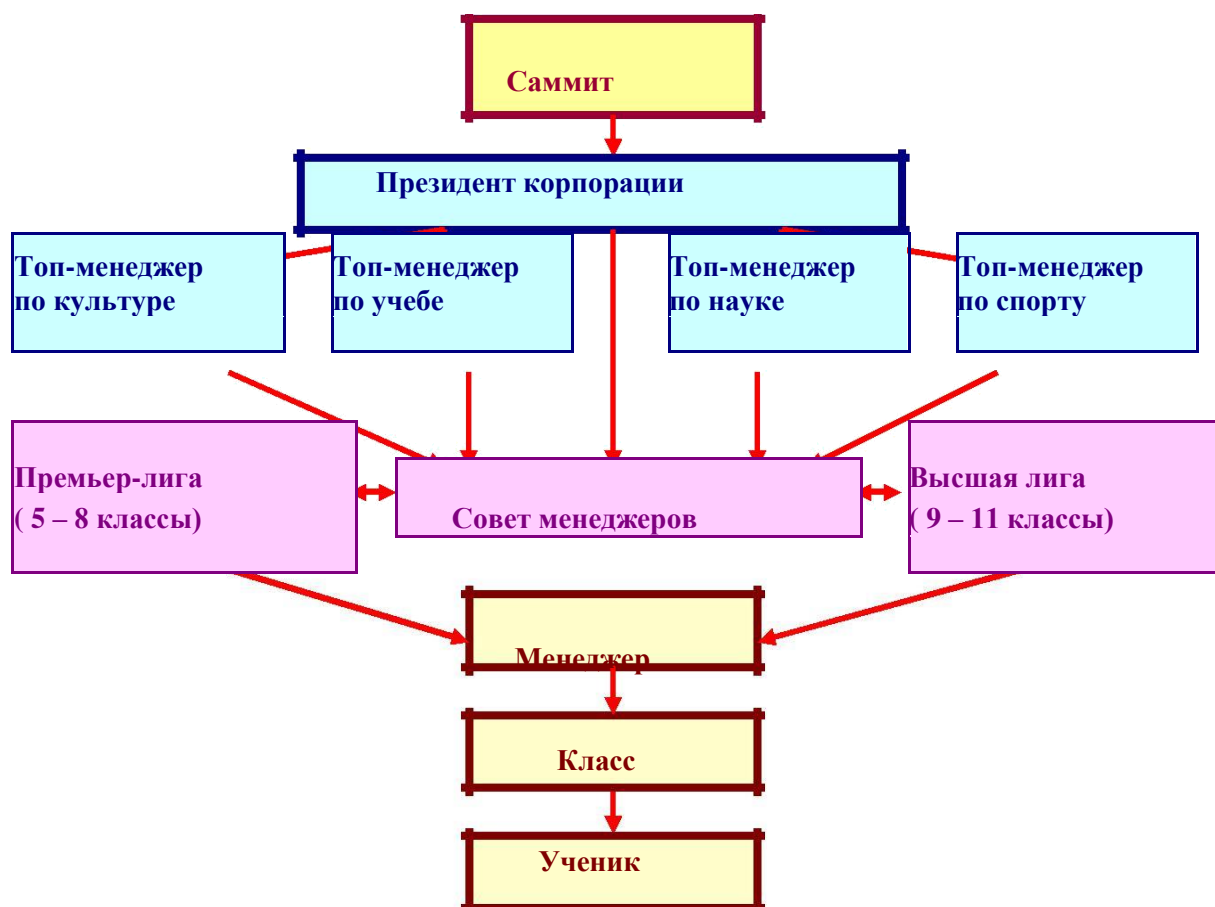 Саммит
Президент корпорации
Топ-менеджер
по культуре
Топ-менеджер
по учебе
Топ-менеджер
по науке
Топ-менеджер
по спорту
Премьер-лига
( 5 – 8 классы)
Совет менеджеров
Высшая лига
( 9 – 11 классы)
Менеджер
Класс
Ученик